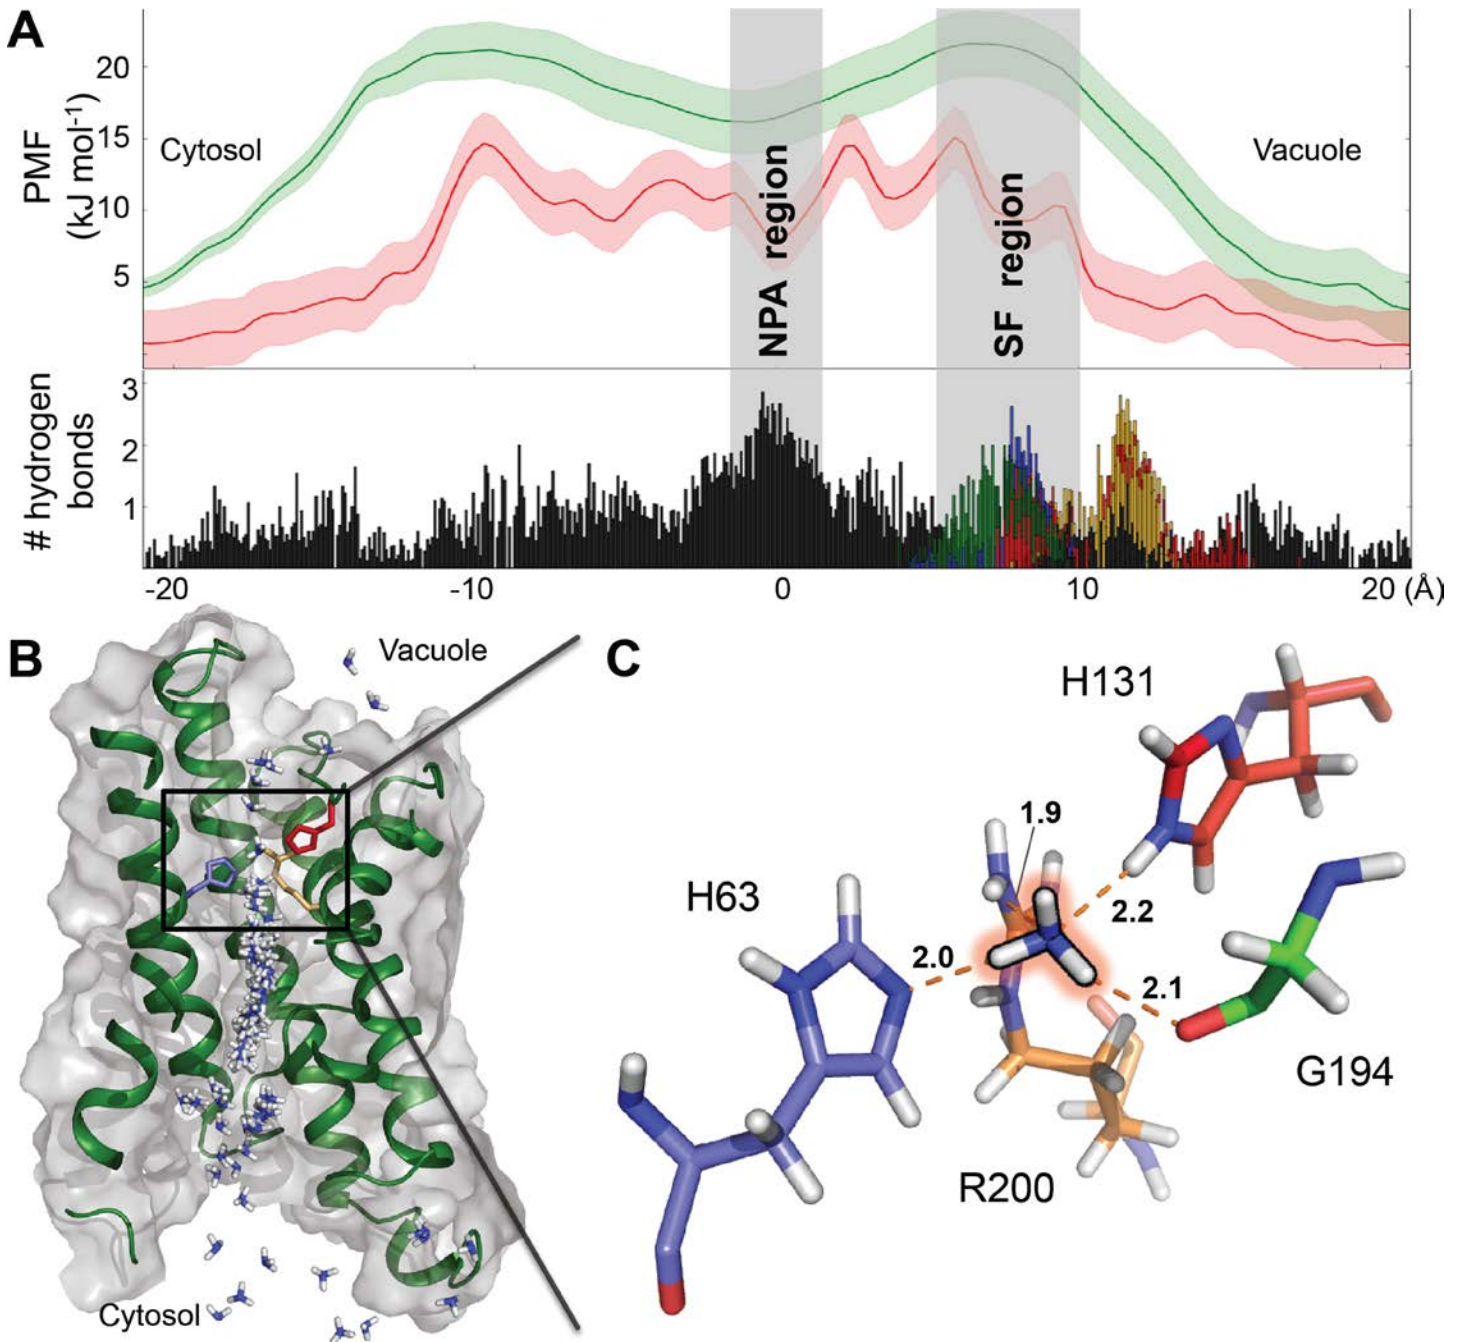 A
PMF
(kJ mol⁻¹)
20
15
10
5
Cytosol
Vacuole
NPA region
SF region
# hydrogen
bonds
3
2
1
-20 -10 0 10 20 (Å)
B
Vacuole
Cytosol
C
H131
1.9
H63
2.2
2.0
2.1
G194
R200